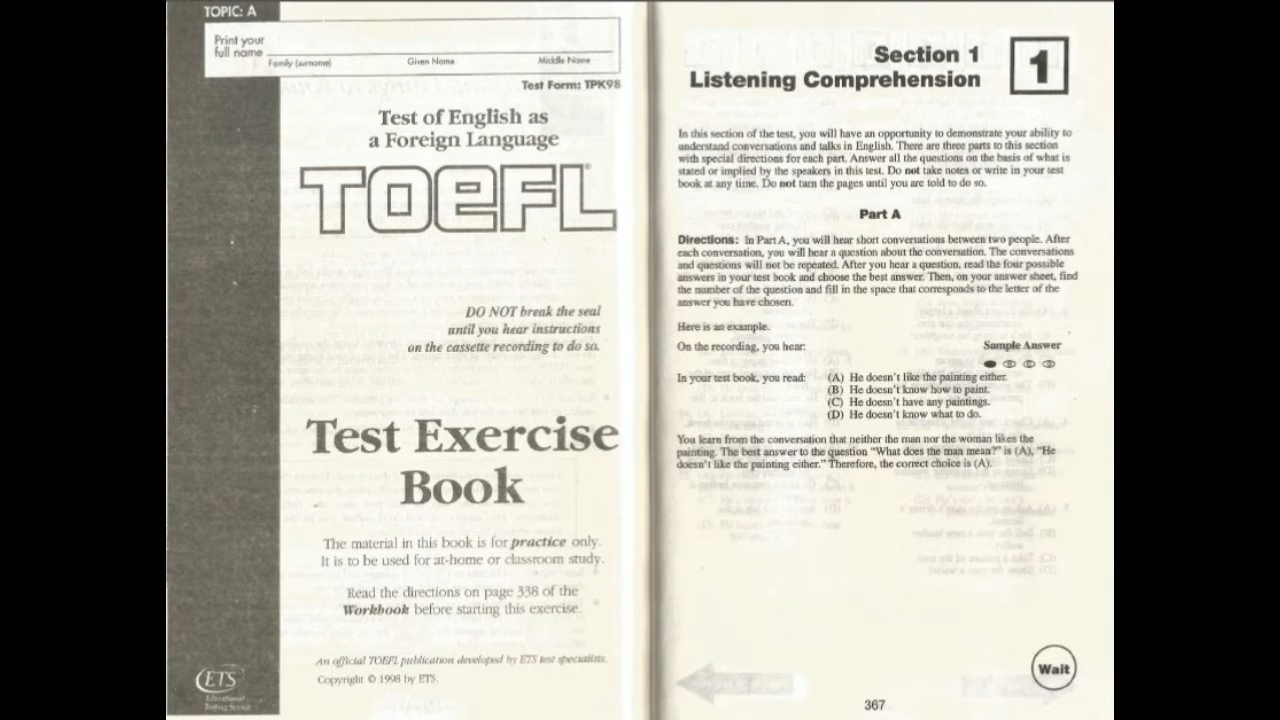 TOPIC: A
Print your
full name
Family (surname) Given Name Middle Name
Test Form: TPK98
Test of English as
a Foreign Language
TOEFL
DO NOT break the seal
until you hear instructions
on the cassette recording to do so.
Test Exercise
Book
The material in this book is for practice only.
It is to be used for at-home or classroom study.
Read the directions on page 338 of the
Workbook before starting this exercise.
An official TOEFL publication developed by ETS test specialists.
Copyright © 1998 by ETS.
ETS
Educational
Testing Service
Section 1
Listening Comprehension
1
In this section of the test, you will have an opportunity to demonstrate your ability to
understand conversations and talks in English. There are three parts to this section
with special directions for each part. Answer all the questions on the basis of what is
stated or implied by the speakers in this test. Do not take notes or write in your test
book at any time. Do not turn the pages until you are told to do so.
Part A
Directions: In Part A, you will hear short conversations between two people. After
each conversation, you will hear a question about the conversation. The conversations
and questions will not be repeated. After you hear a question, read the four possible
answers in your test book and choose the best answer. Then, on your answer sheet, find
the number of the question and fill in the space that corresponds to the letter of the
answer you have chosen.
Here is an example.
On the recording, you hear: Sample Answer
B C D
In your test book, you read: (A) He doesn't like the painting either.
(B) He doesn't know how to paint.
(C) He doesn't have any paintings.
(D) He doesn't know what to do.
You learn from the conversation that neither the man nor the woman likes the
painting. The best answer to the question "What does the man mean?" is (A), "He
doesn't like the painting either." Therefore, the correct choice is (A).
Wait
367